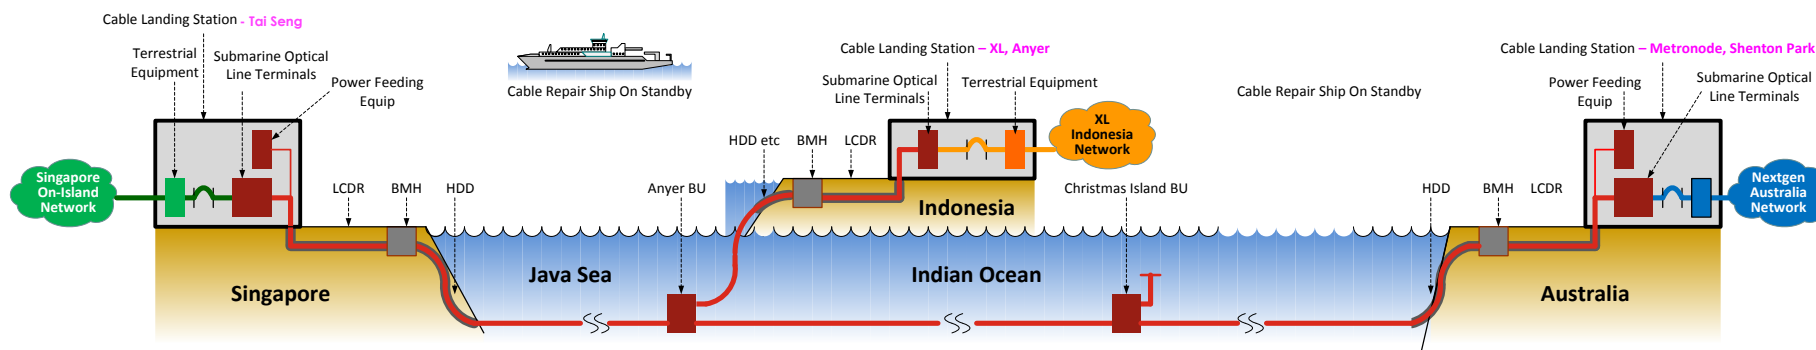 Cable Landing Station - Tai Seng
Terrestrial
Equipment
Submarine Optical
Line Terminals
Power Feeding
Equip
Singapore
On-Island
Network
LCDR
BMH
HDD
Singapore
Cable Repair Ship On Standby
Java Sea
Anyer BU
HDD etc
BMH
LCDR
Cable Landing Station – XL, Anyer
Submarine Optical
Line Terminals
Terrestrial Equipment
XL
Indonesia
Network
Indonesia
Indian Ocean
Christmas Island BU
Cable Repair Ship On Standby
Cable Landing Station – Metronode, Shenton Park
Power Feeding
Equip
Submarine Optical
Line Terminals
HDD
BMH
LCDR
Nextgen
Australia
Network
Australia